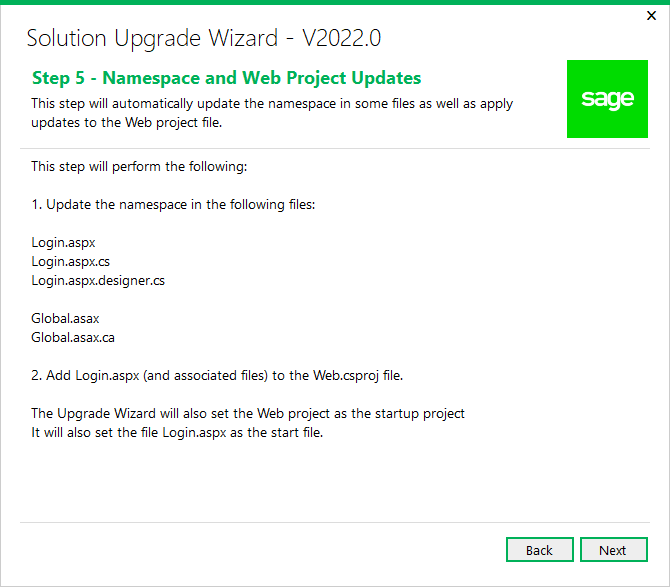 Solution Upgrade Wizard - V2022.0
Step 5 - Namespace and Web Project Updates
This step will automatically update the namespace in some files as well as apply
updates to the Web project file.
sage
This step will perform the following:
1. Update the namespace in the following files:
Login.aspx
Login.aspx.cs
Login.aspx.designer.cs
Global.asax
Global.asax.ca
2. Add Login.aspx (and associated files) to the Web.csproj file.
The Upgrade Wizard will also set the Web project as the startup project
It will also set the file Login.aspx as the start file.
Back
Next